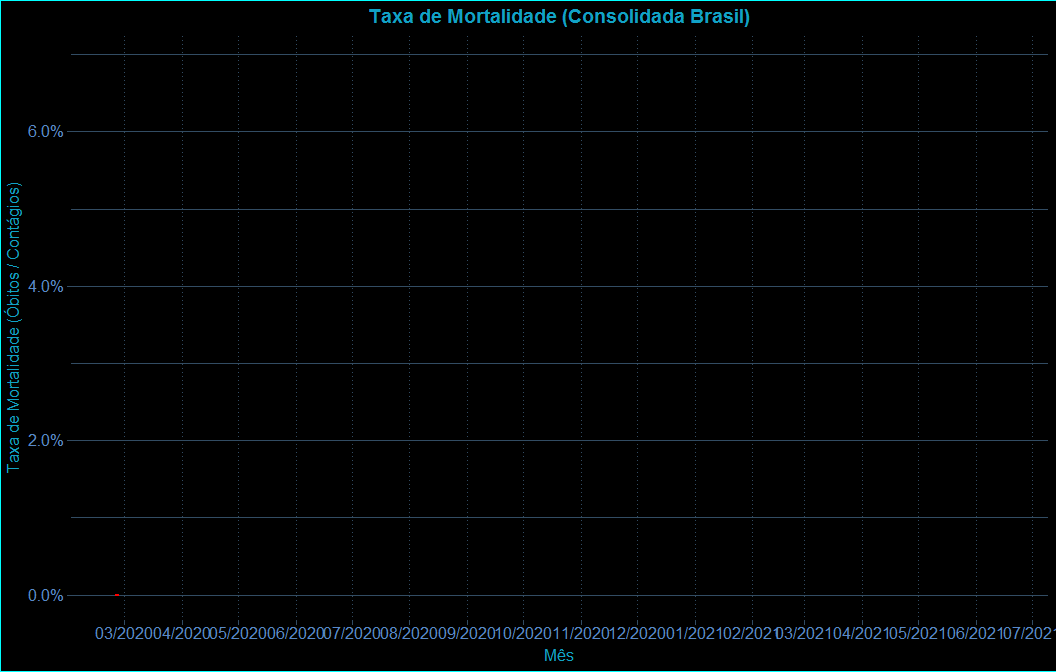 Taxa de Mortalidade (Consolidada Brasil)
Taxa de Mortalidade (Óbitos / Contágios)
6.0%
4.0%
2.0%
0.0%
03/2020 04/2020 05/2020 06/2020 07/2020 08/2020 09/2020 10/2020 11/2020 12/2020 01/2021 02/2021 03/2021 04/2021 05/2021 06/2021 07/2021
Mês